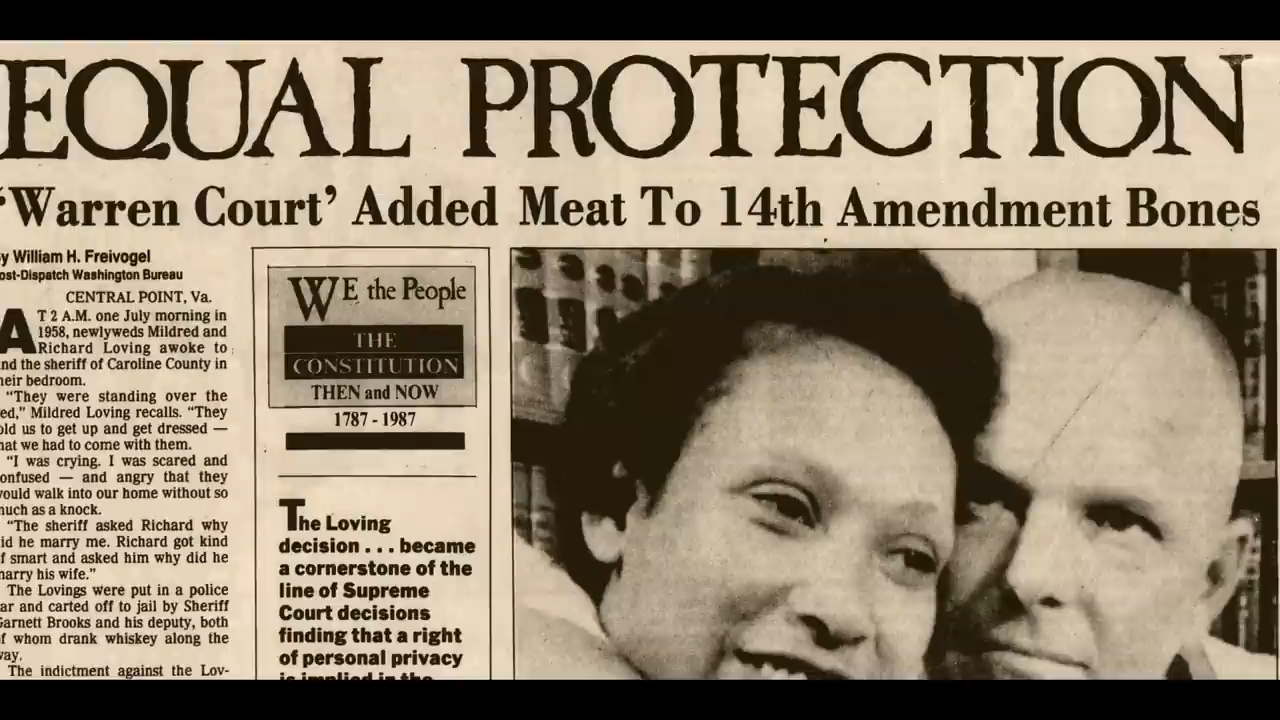 EQUAL PROTECTION
'Warren Court' Added Meat To 14th Amendment Bones
y William H. Freivogel
ost-Dispatch Washington Bureau
CENTRAL POINT, Va.
AT 2 A.M. one July morning in
1958, newlyweds Mildred and
Richard Loving awoke to
nd the sheriff of Caroline County in
heir bedroom.
"They were standing over the
ed," Mildred Loving recalls. "They
old us to get up and get dressed —
hat we had to come with them.
"I was crying. I was scared and
onfused — and angry that they
ould walk into our home without so
much as a knock.
"The sheriff asked Richard why
id he marry me. Richard got kind
f smart and asked him why did he
marry his wife."
The Lovings were put in a police
ar and carted off to jail by Sheriff
Garnett Brooks and his deputy, both
f whom drank whiskey along the
way.
The indictment against the Lov-
WE the People
THE
CONSTITUTION
THEN and NOW
1787 - 1987
The Loving
decision . . . became
a cornerstone of the
line of Supreme
Court decisions
finding that a right
of personal privacy
is implied in the